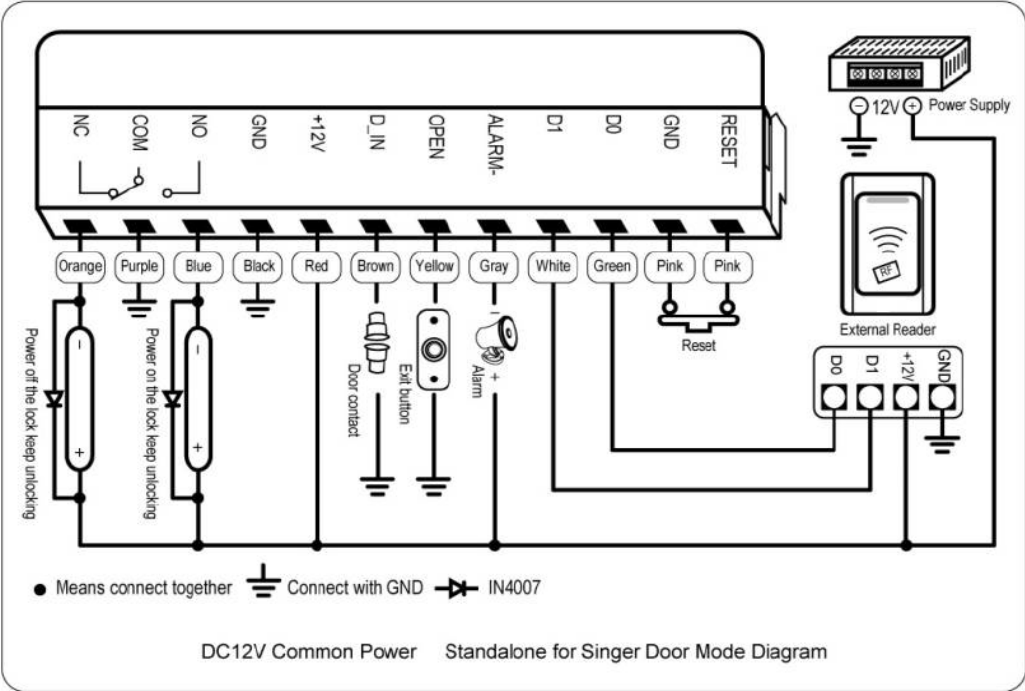 NC COM NO GND +12V D_IN OPEN ALARM- D1 D0 GND RESET
⊖ 12V ⊕ Power Supply
Orange Purple Blue Black Red Brown Yellow Gray White Green Pink Pink
RF
External Reader
Reset
D0 D1 +12V GND
Power off the lock keep unlocking
−
+
Power on the lock keep unlocking
−
+
Door contact
Exit button
−
+
Alarm
● Means connect together
Connect with GND
IN4007
DC12V Common Power Standalone for Singer Door Mode Diagram